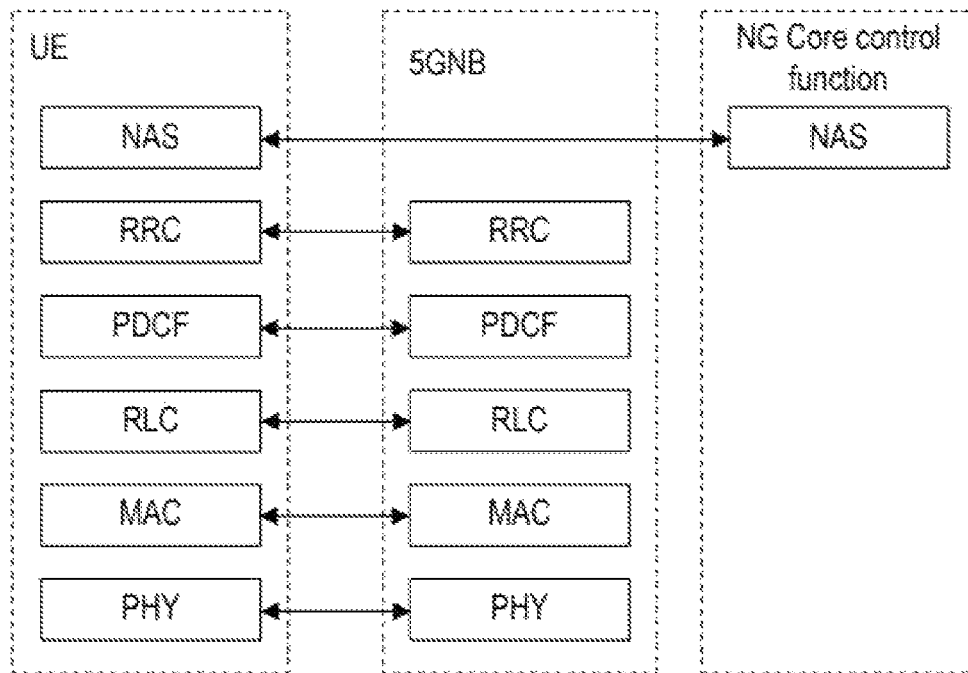 UE
5GNB
NG Core control
function
NAS
NAS
RRC
RRC
PDCF
PDCF
RLC
RLC
MAC
MAC
PHY
PHY